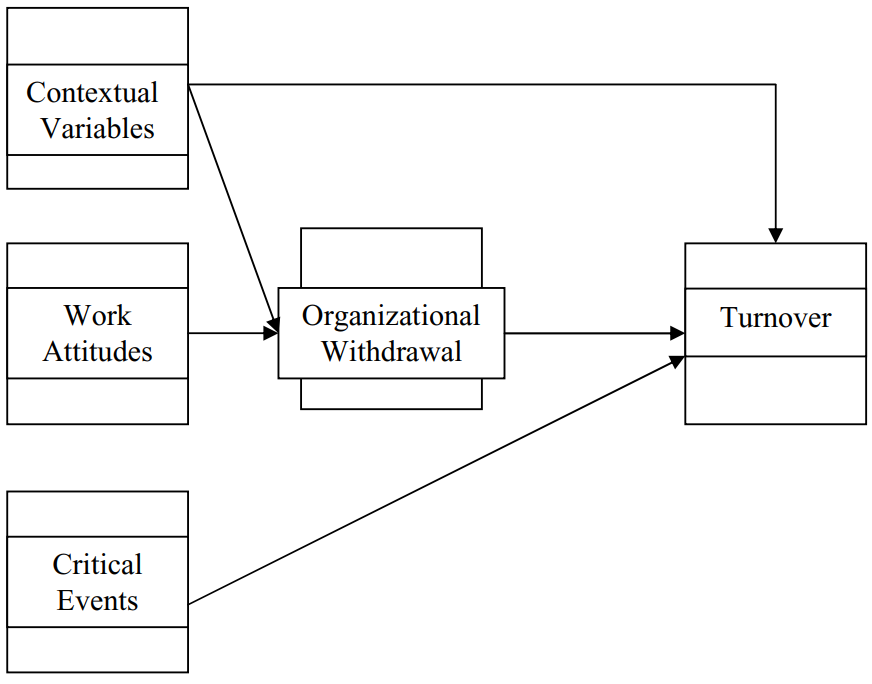 Contextual
Variables
Work
Attitudes
Organizational
Withdrawal
Turnover
Critical
Events